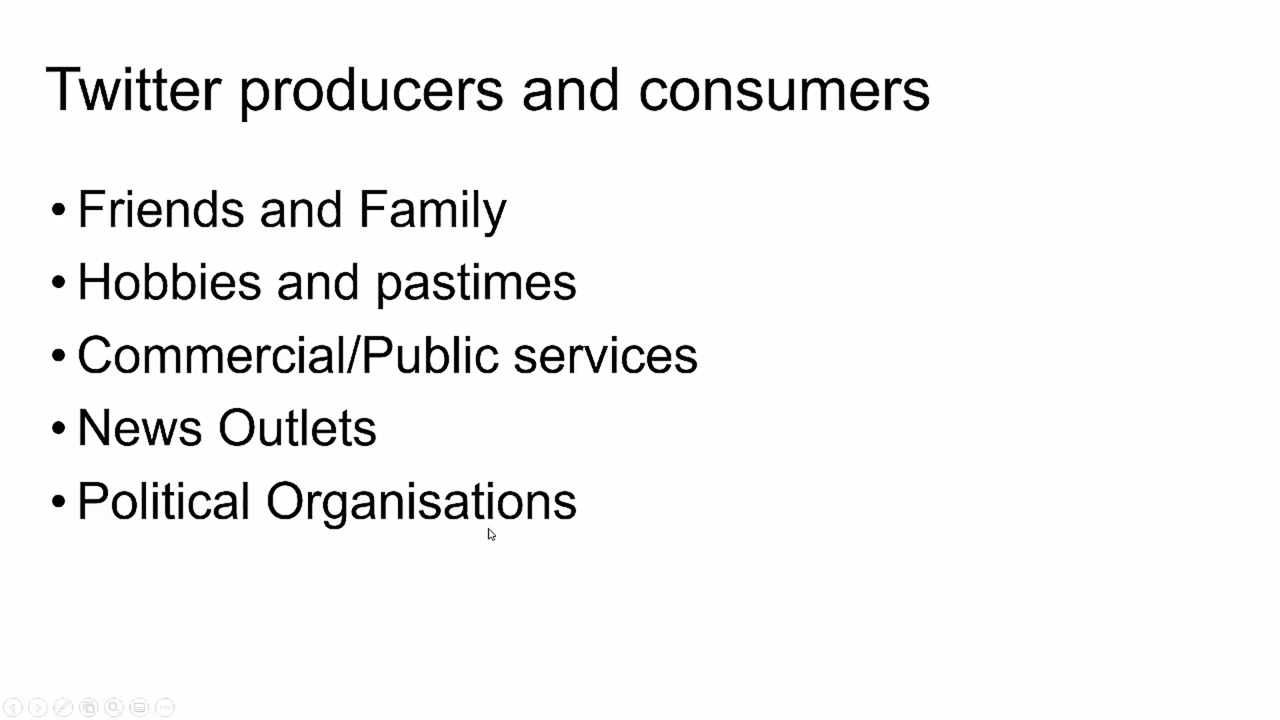 Twitter producers and consumers
• Friends and Family
• Hobbies and pastimes
• Commercial/Public services
• News Outlets
• Political Organisations